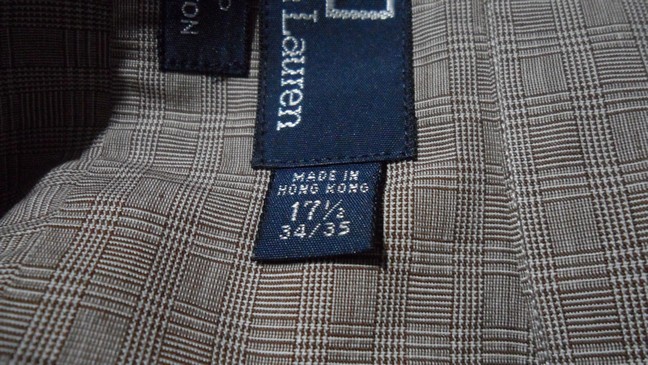 Lauren
MADE IN
HONG KONG
17½
34/35